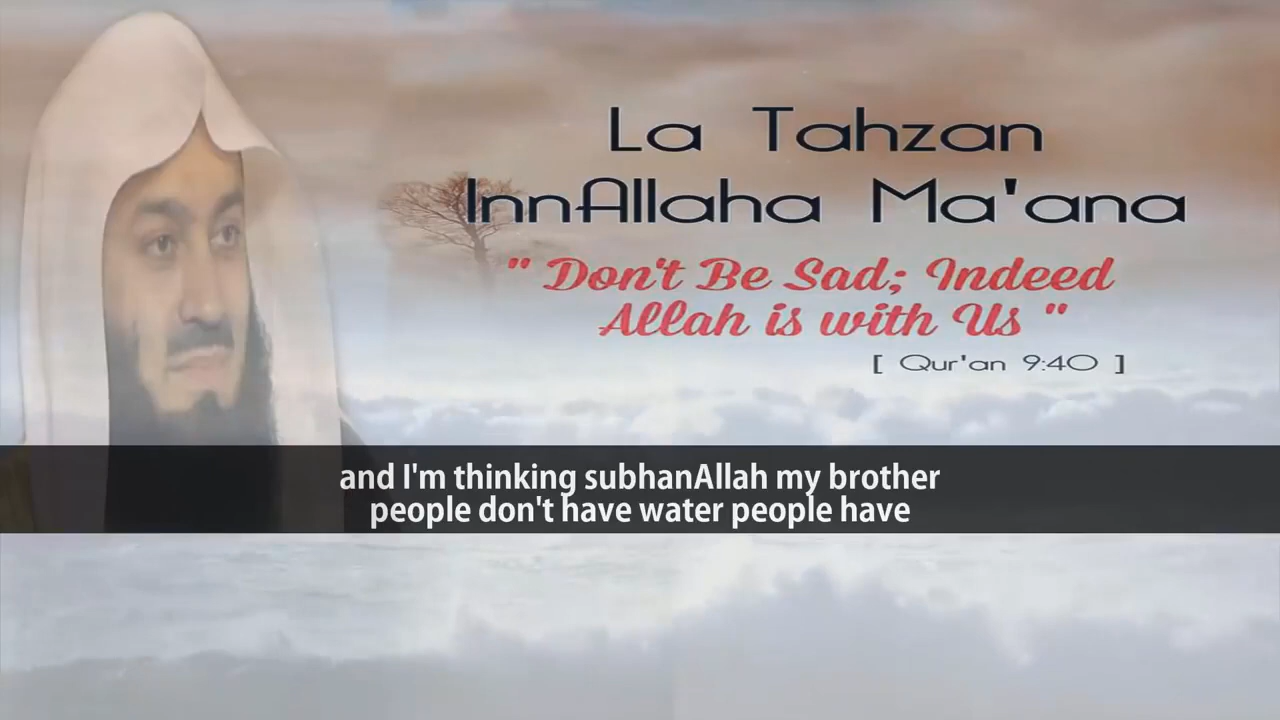 La Tahzan
InnAllaha Ma'ana
" Don't Be Sad; Indeed
Allah is with Us "
[ Qur'an 9:40 ]
and I'm thinking subhanAllah my brother
people don't have water people have